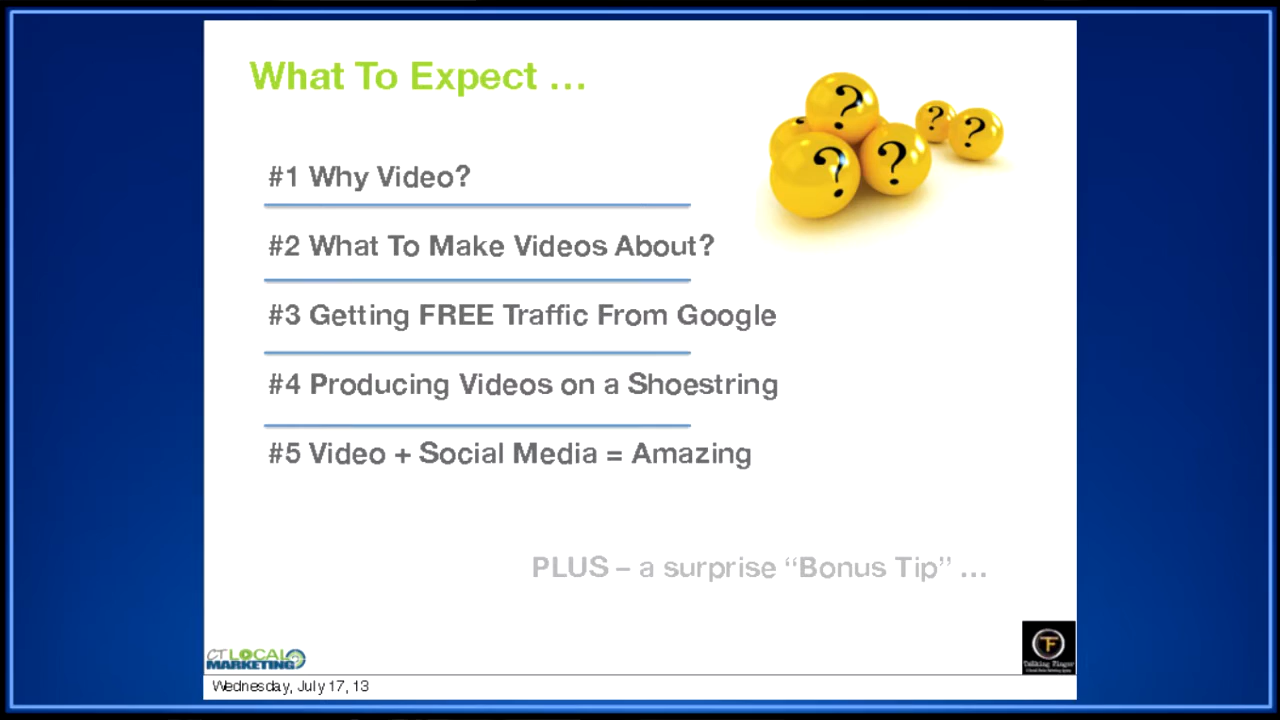 What To Expect ...
#1 Why Video?
#2 What To Make Videos About?
#3 Getting FREE Traffic From Google
#4 Producing Videos on a Shoestring
#5 Video + Social Media = Amazing
PLUS – a surprise “Bonus Tip” ...
CT LOCAL
MARKETING
TF
Talking Finger
Wednesday, July 17, 13